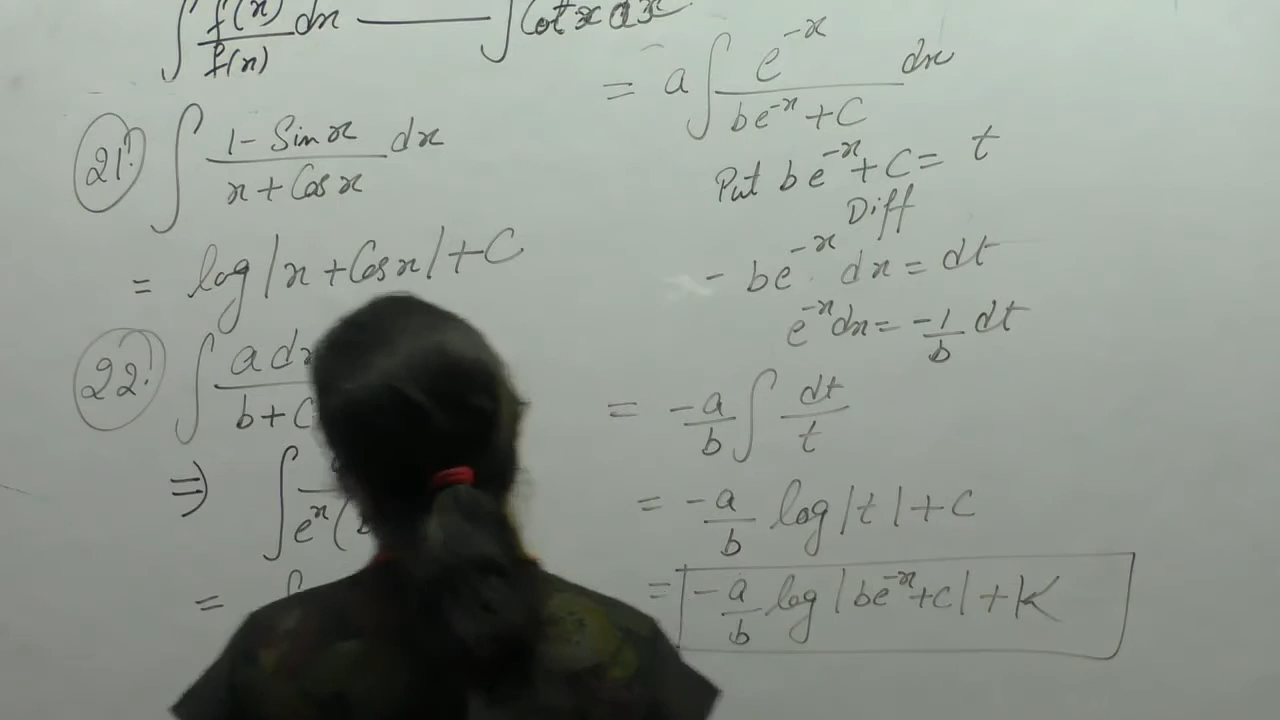 ∫ f'(x)/f(x) dx —— ∫ Cot x dx
21. ∫ (1 - Sin x)/(x + Cos x) dx
= log |x + Cos x| + C
22. ∫ a dx/b + C
⇒ ∫ e^x (
= ∫
= a ∫ e^-x/(be^-x + C) dx
Put be^-x + C = t
Diff
- be^-x dx = dt
e^-x dx = -1/b dt
= -a/b ∫ dt/t
= -a/b log |t| + C
= -a/b log |be^-x + C| + K